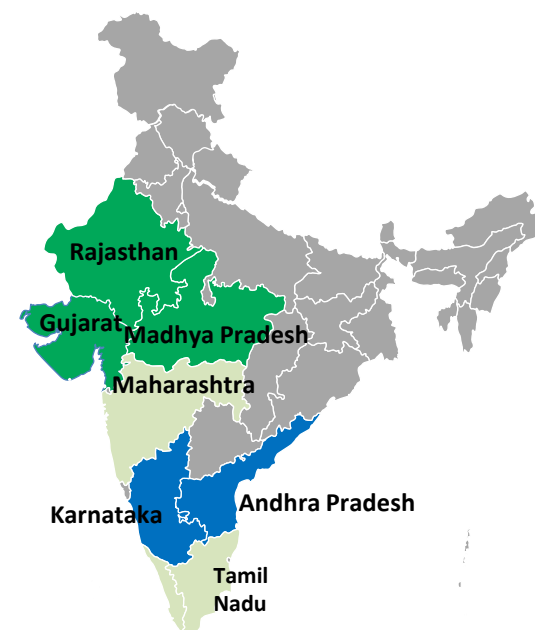 Rajasthan
Gujarat
Madhya Pradesh
Maharashtra
Karnataka
Andhra Pradesh
Tamil
Nadu